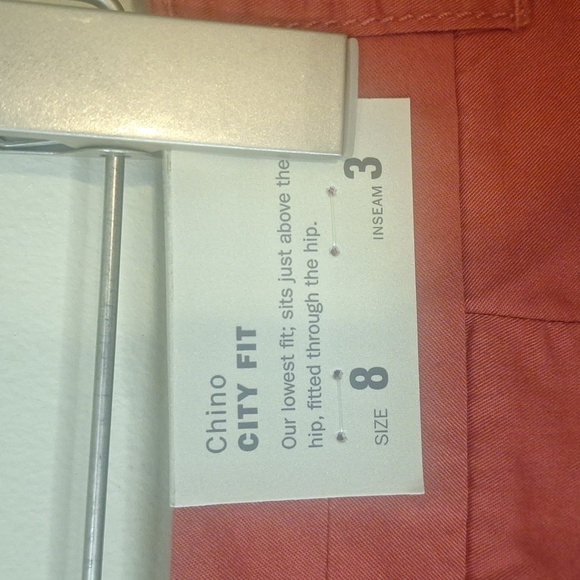 Chino
CITY FIT
Our lowest fit; sits just above the
hip, fitted through the hip.
SIZE 8
INSEAM 3